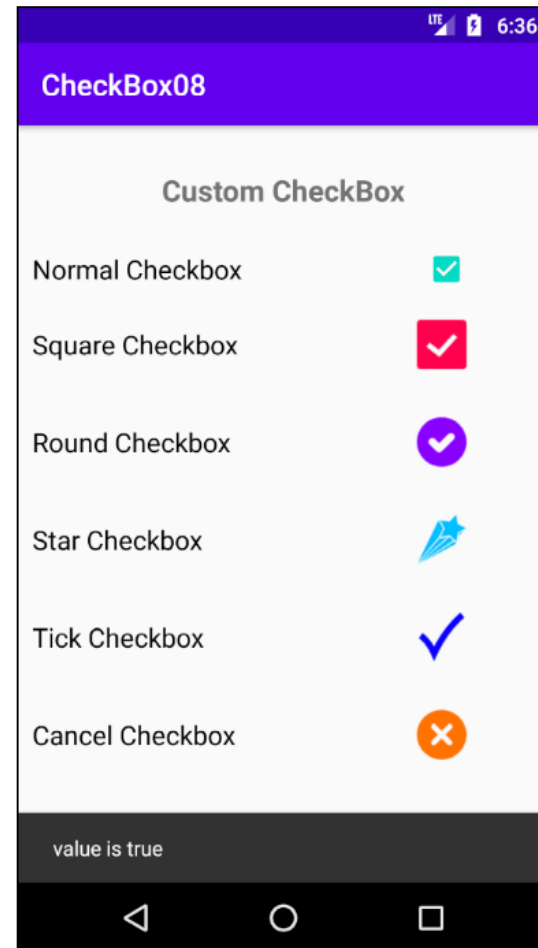 LTE 6:36
CheckBox08
Custom CheckBox
Normal Checkbox
Square Checkbox
Round Checkbox
Star Checkbox
Tick Checkbox
Cancel Checkbox
value is true